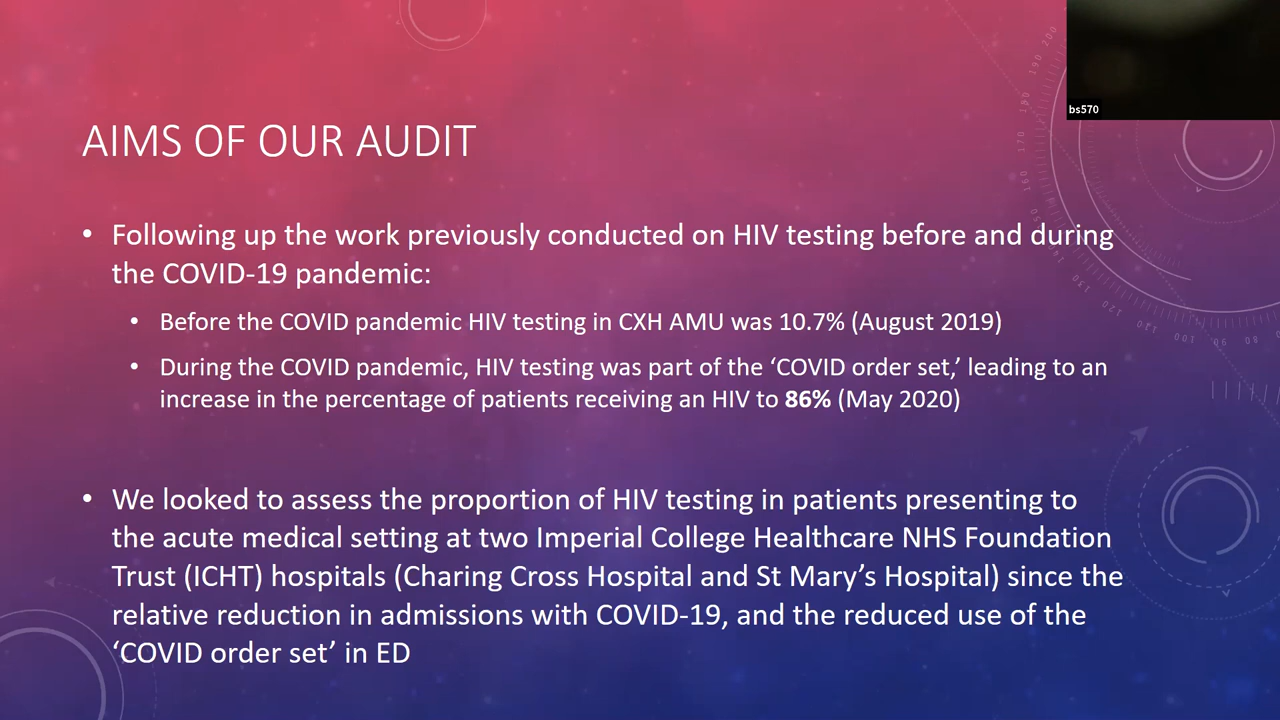 bs570
AIMS OF OUR AUDIT
• Following up the work previously conducted on HIV testing before and during
the COVID-19 pandemic:
• Before the COVID pandemic HIV testing in CXH AMU was 10.7% (August 2019)
• During the COVID pandemic, HIV testing was part of the ‘COVID order set,’ leading to an
increase in the percentage of patients receiving an HIV to 86% (May 2020)
• We looked to assess the proportion of HIV testing in patients presenting to
the acute medical setting at two Imperial College Healthcare NHS Foundation
Trust (ICHT) hospitals (Charing Cross Hospital and St Mary’s Hospital) since the
relative reduction in admissions with COVID-19, and the reduced use of the
‘COVID order set’ in ED